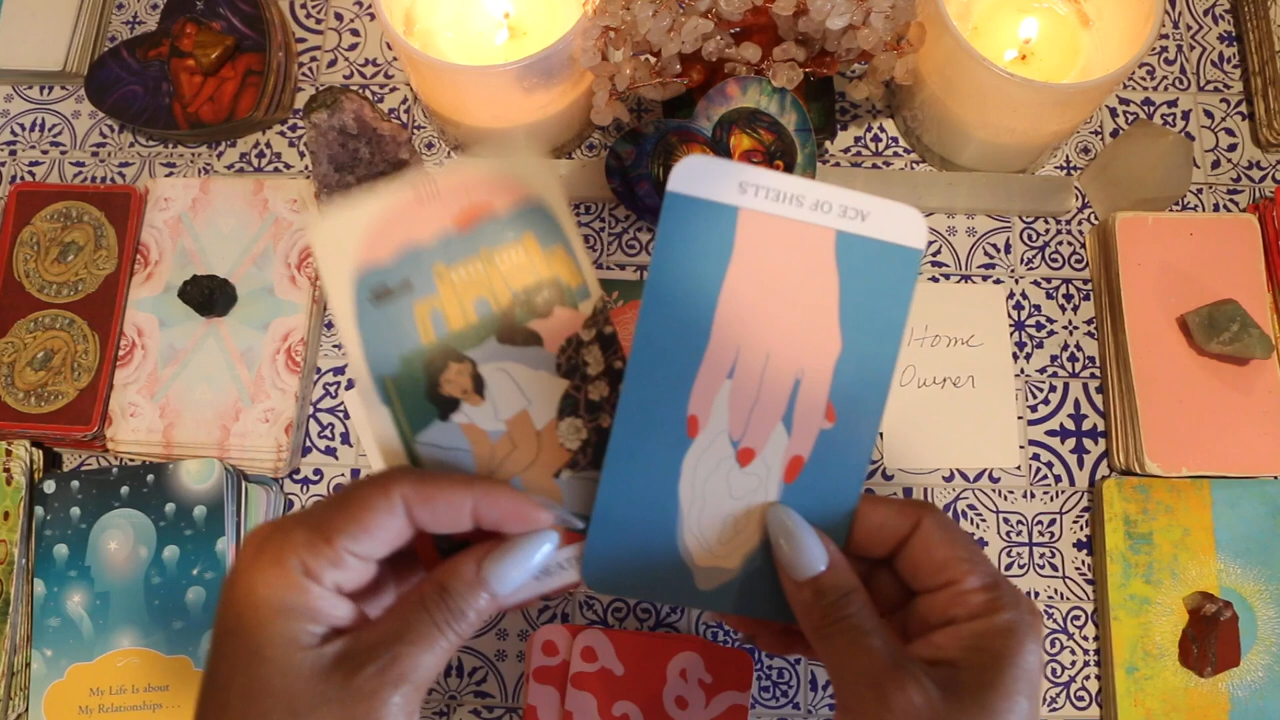 ACE OF SHELLS
Home
Owner
My Life Is about
My Relationships . . .